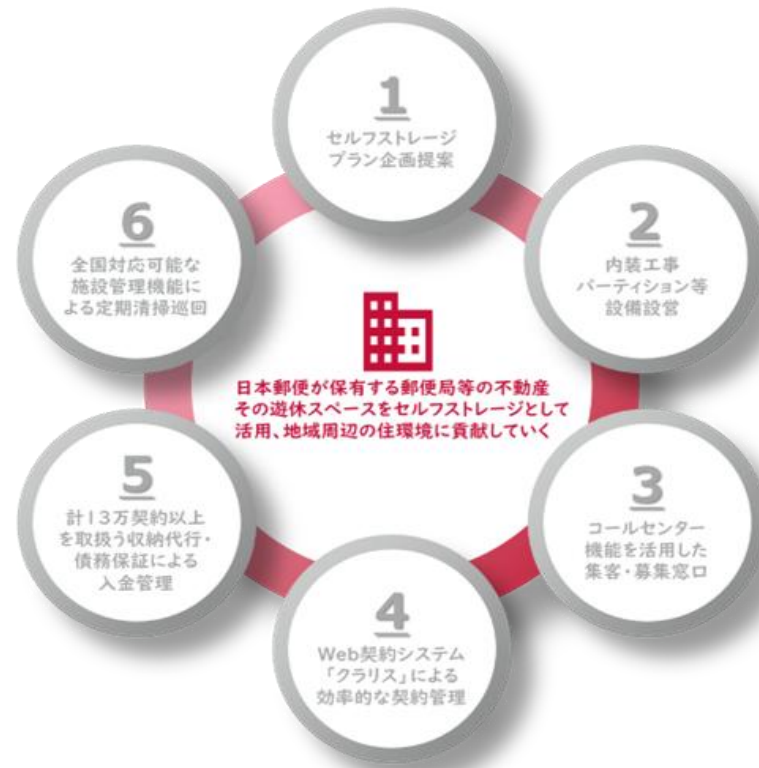 1
セルフストレージ
プラン企画提案
2
内装工事
パーティション等
設備設営
3
コールセンター
機能を活用した
集客・募集窓口
4
Web契約システム
「クラリス」による
効率的な契約管理
5
計13万契約以上
を取扱う収納代行・
債務保証による
入金管理
6
全国対応可能な
施設管理機能に
よる定期清掃巡回
日本郵便が保有する郵便局等の不動産
その遊休スペースをセルフストレージとして
活用、地域周辺の住環境に貢献していく